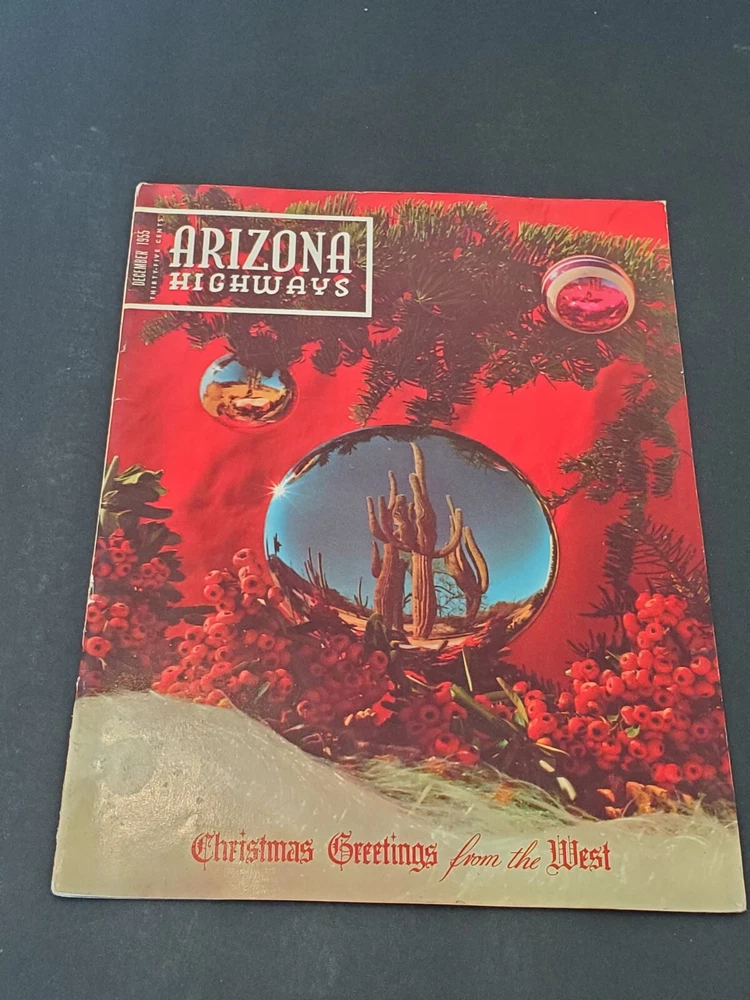 DECEMBER 1955
THIRTY-FIVE CENTS
ARIZONA
HIGHWAYS
Christmas Greetings from the West